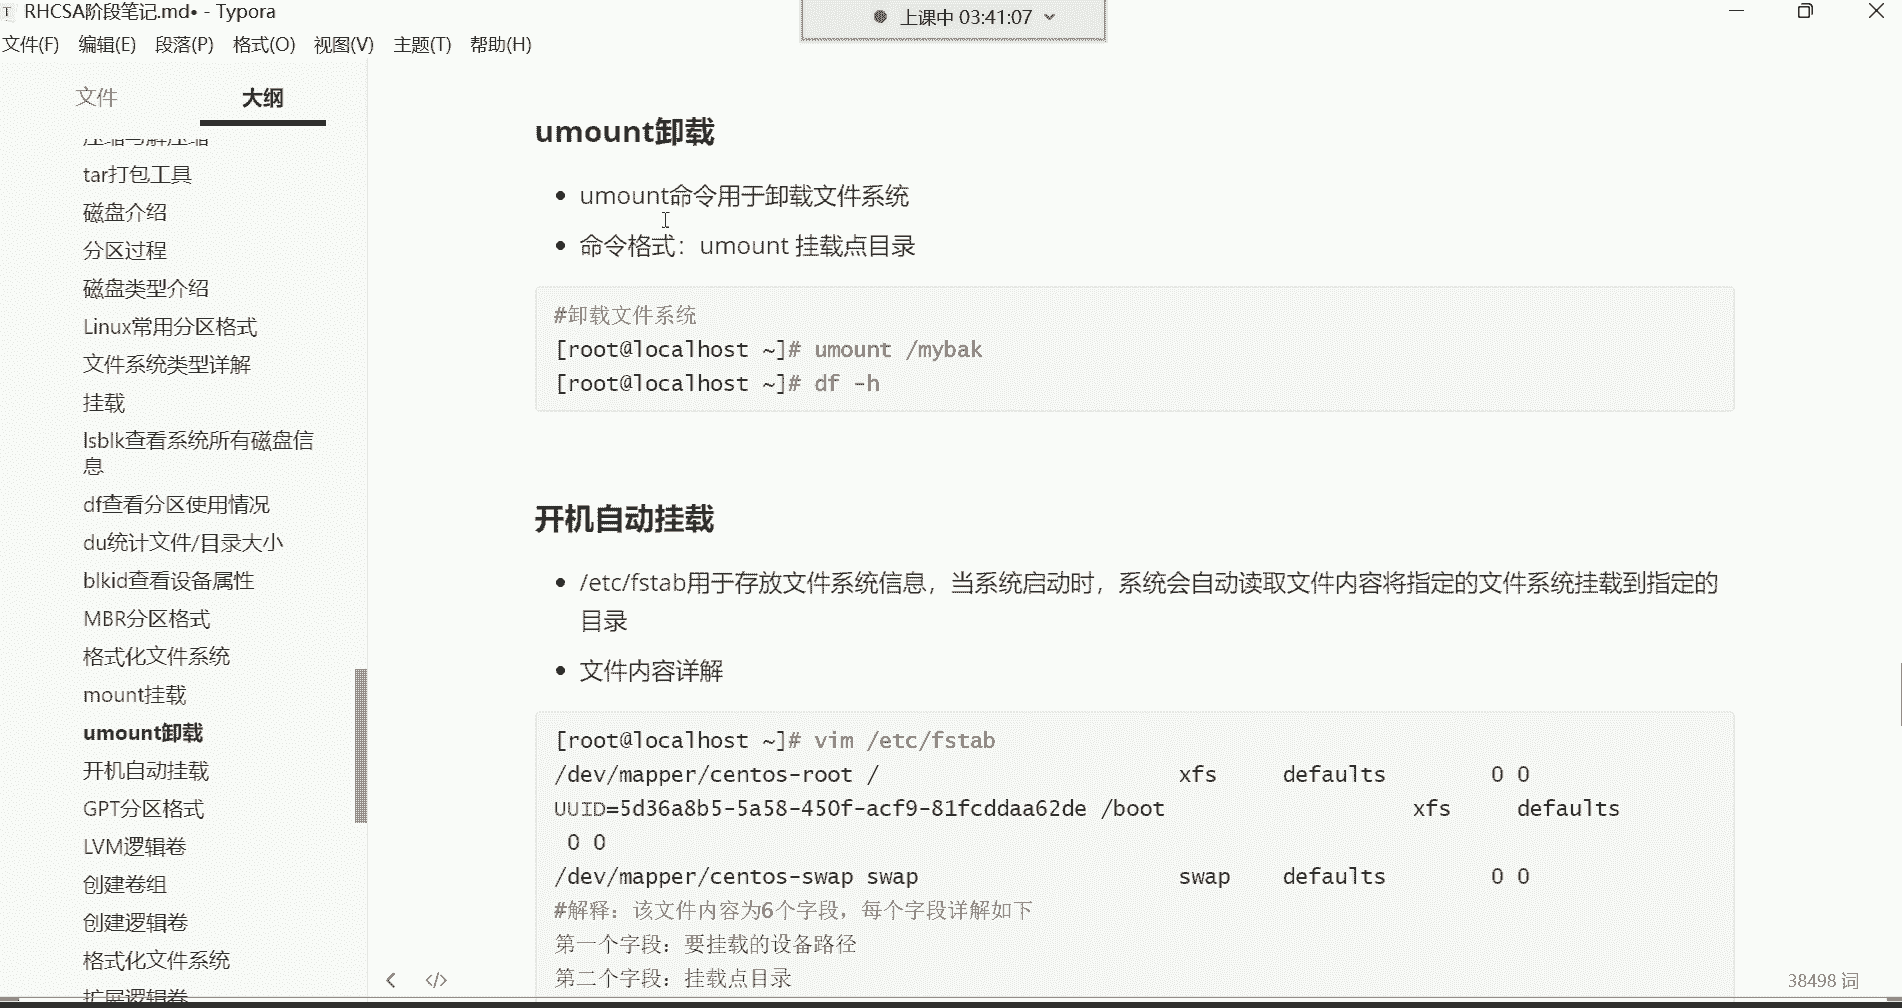 RHCSA阶段笔记.md• - Typora
上课中 03:41:07
文件(F) 编辑(E) 段落(P) 格式(O) 视图(V) 主题(T) 帮助(H)
文件 大纲
压缩与解压缩
tar打包工具
磁盘介绍
分区过程
磁盘类型介绍
Linux常用分区格式
文件系统类型详解
挂载
lsblk查看系统所有磁盘信
息
df查看分区使用情况
du统计文件/目录大小
blkid查看设备属性
MBR分区格式
格式化文件系统
mount挂载
umount卸载
开机自动挂载
GPT分区格式
LVM逻辑卷
创建卷组
创建逻辑卷
格式化文件系统
扩展逻辑卷
umount卸载
umount命令用于卸载文件系统
命令格式：umount 挂载点目录
#卸载文件系统
[root@localhost ~]# umount /mybak
[root@localhost ~]# df -h
开机自动挂载
/etc/fstab用于存放文件系统信息，当系统启动时，系统会自动读取文件内容将指定的文件系统挂载到指定的
目录
文件内容详解
[root@localhost ~]# vim /etc/fstab
/dev/mapper/centos-root / xfs defaults 0 0
UUID=5d36a8b5-5a58-450f-acf9-81fcddaa62de /boot xfs defaults
0 0
/dev/mapper/centos-swap swap swap defaults 0 0
#解释：该文件内容为6个字段，每个字段详解如下
第一个字段：要挂载的设备路径
第二个字段：挂载点目录
38498 词